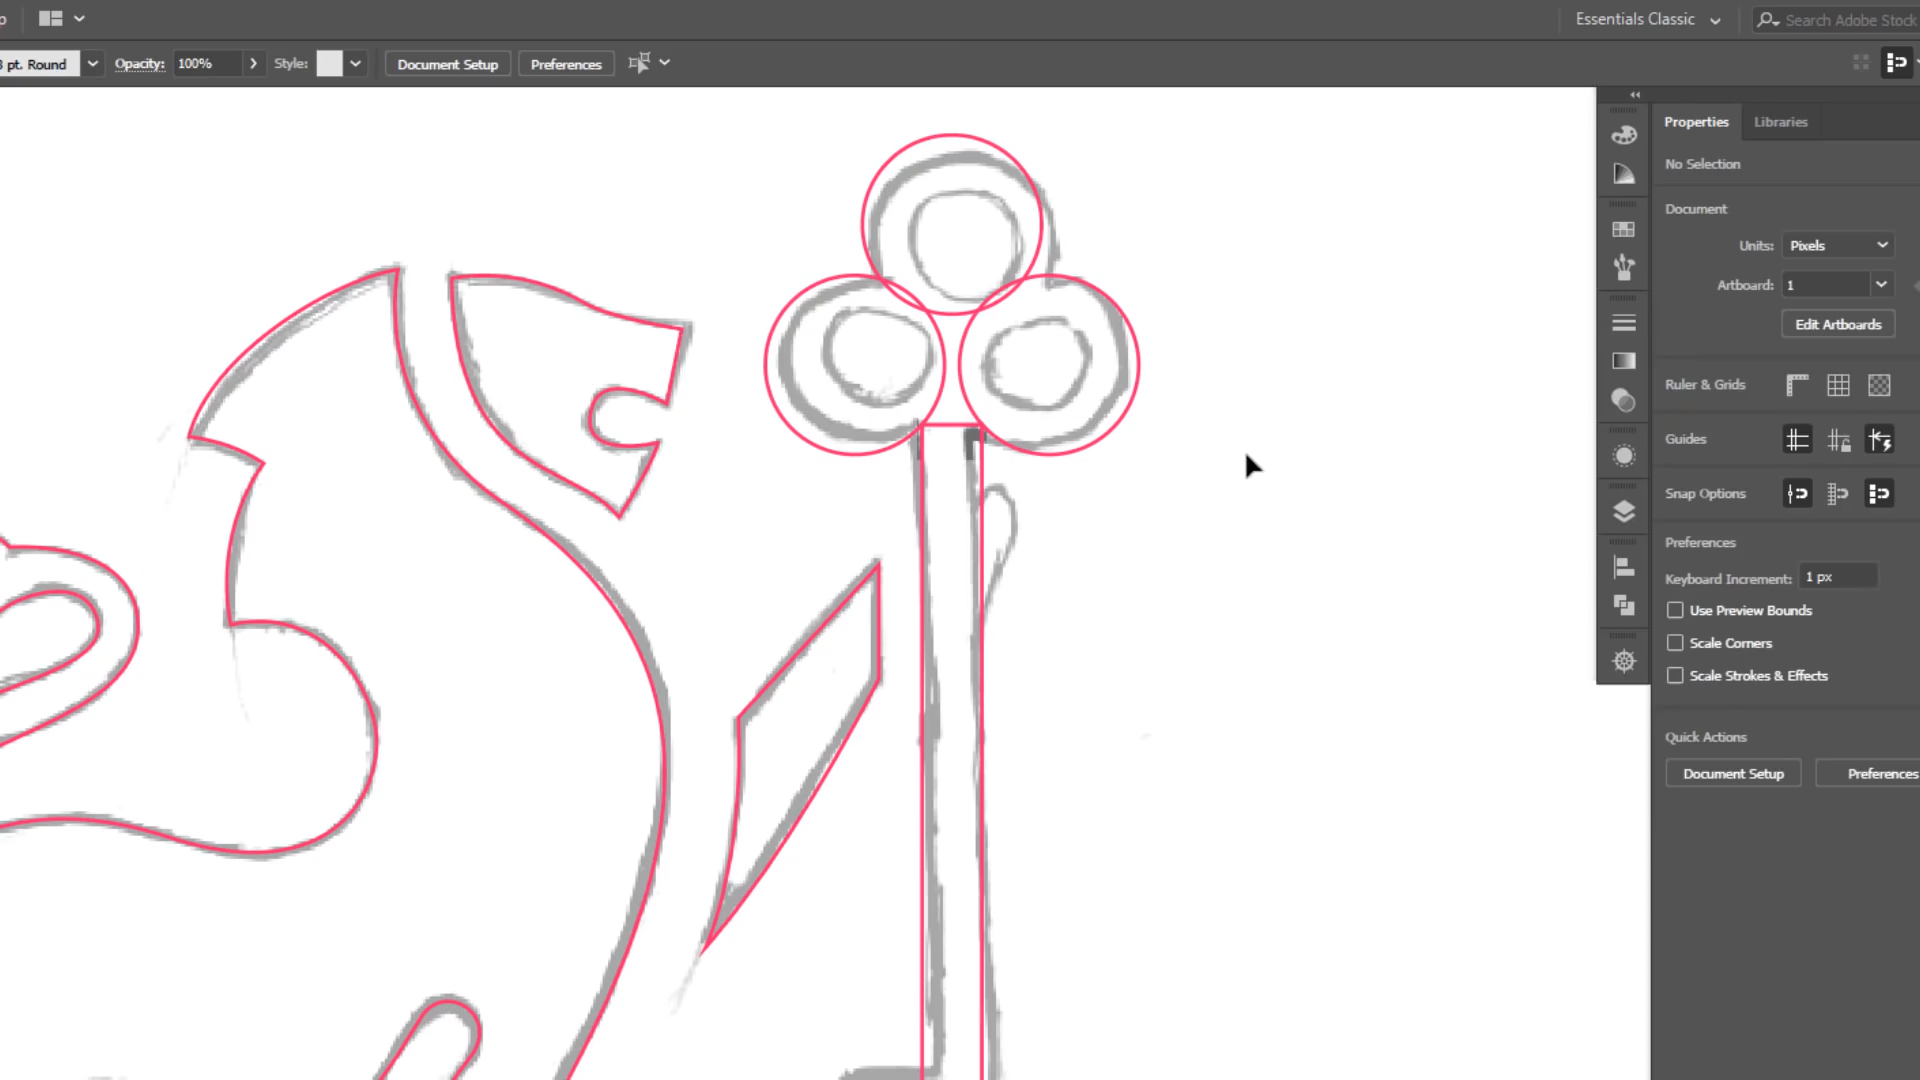 Essentials Classic
Search Adobe Stock
3 pt. Round
Opacity: 100%
Style:
Document Setup
Preferences
Properties
Libraries
No Selection
Document
Units: Pixels
Artboard: 1
Edit Artboards
Ruler & Grids
Guides
Snap Options
Preferences
Keyboard Increment: 1 px
Use Preview Bounds
Scale Corners
Scale Strokes & Effects
Quick Actions
Document Setup
Preferences